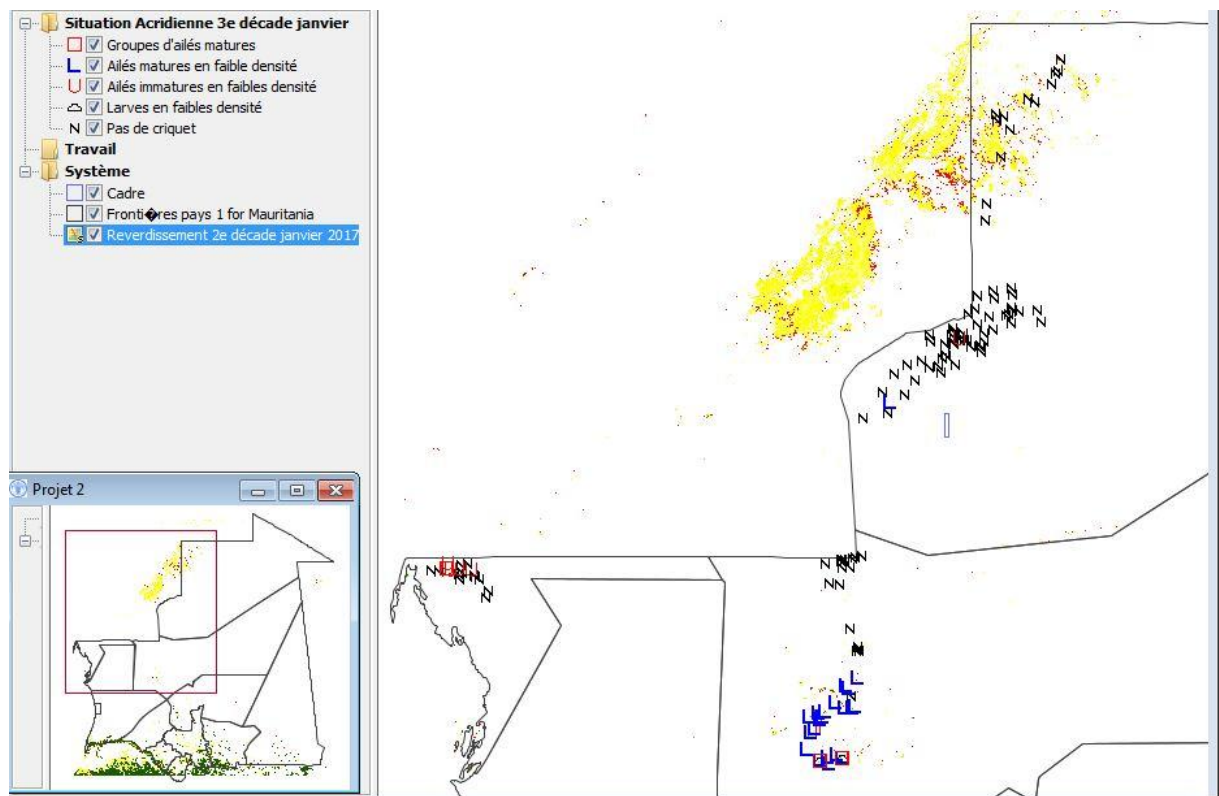 Situation Acridienne 3e décade janvier
Groupes d'ailés matures
Ailés matures en faible densité
Ailés immatures en faibles densité
Larves en faibles densité
N Pas de criquet
Travail
Système
Cadre
Fronti�res pays 1 for Mauritania
Reverdissement 2e décade janvier 2017
Projet 2